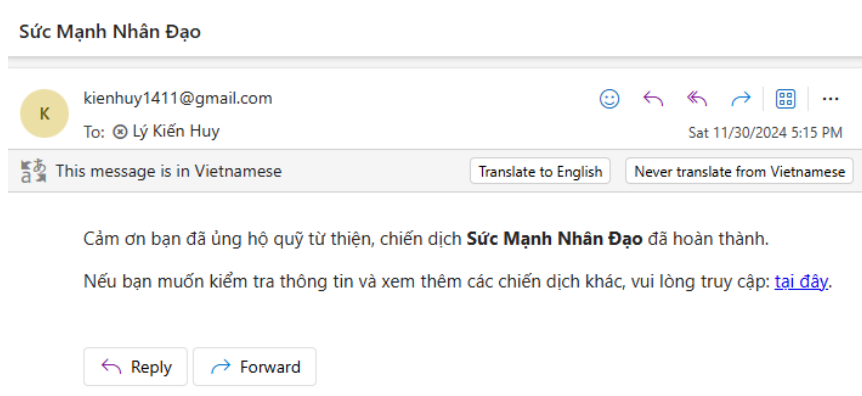 Sức Mạnh Nhân Đạo
K
kienhuy1411@gmail.com
To: Lý Kiến Huy
Sat 11/30/2024 5:15 PM
This message is in Vietnamese
Translate to English
Never translate from Vietnamese
Cảm ơn bạn đã ủng hộ quỹ từ thiện, chiến dịch Sức Mạnh Nhân Đạo đã hoàn thành.
Nếu bạn muốn kiểm tra thông tin và xem thêm các chiến dịch khác, vui lòng truy cập: tại đây.
Reply
Forward